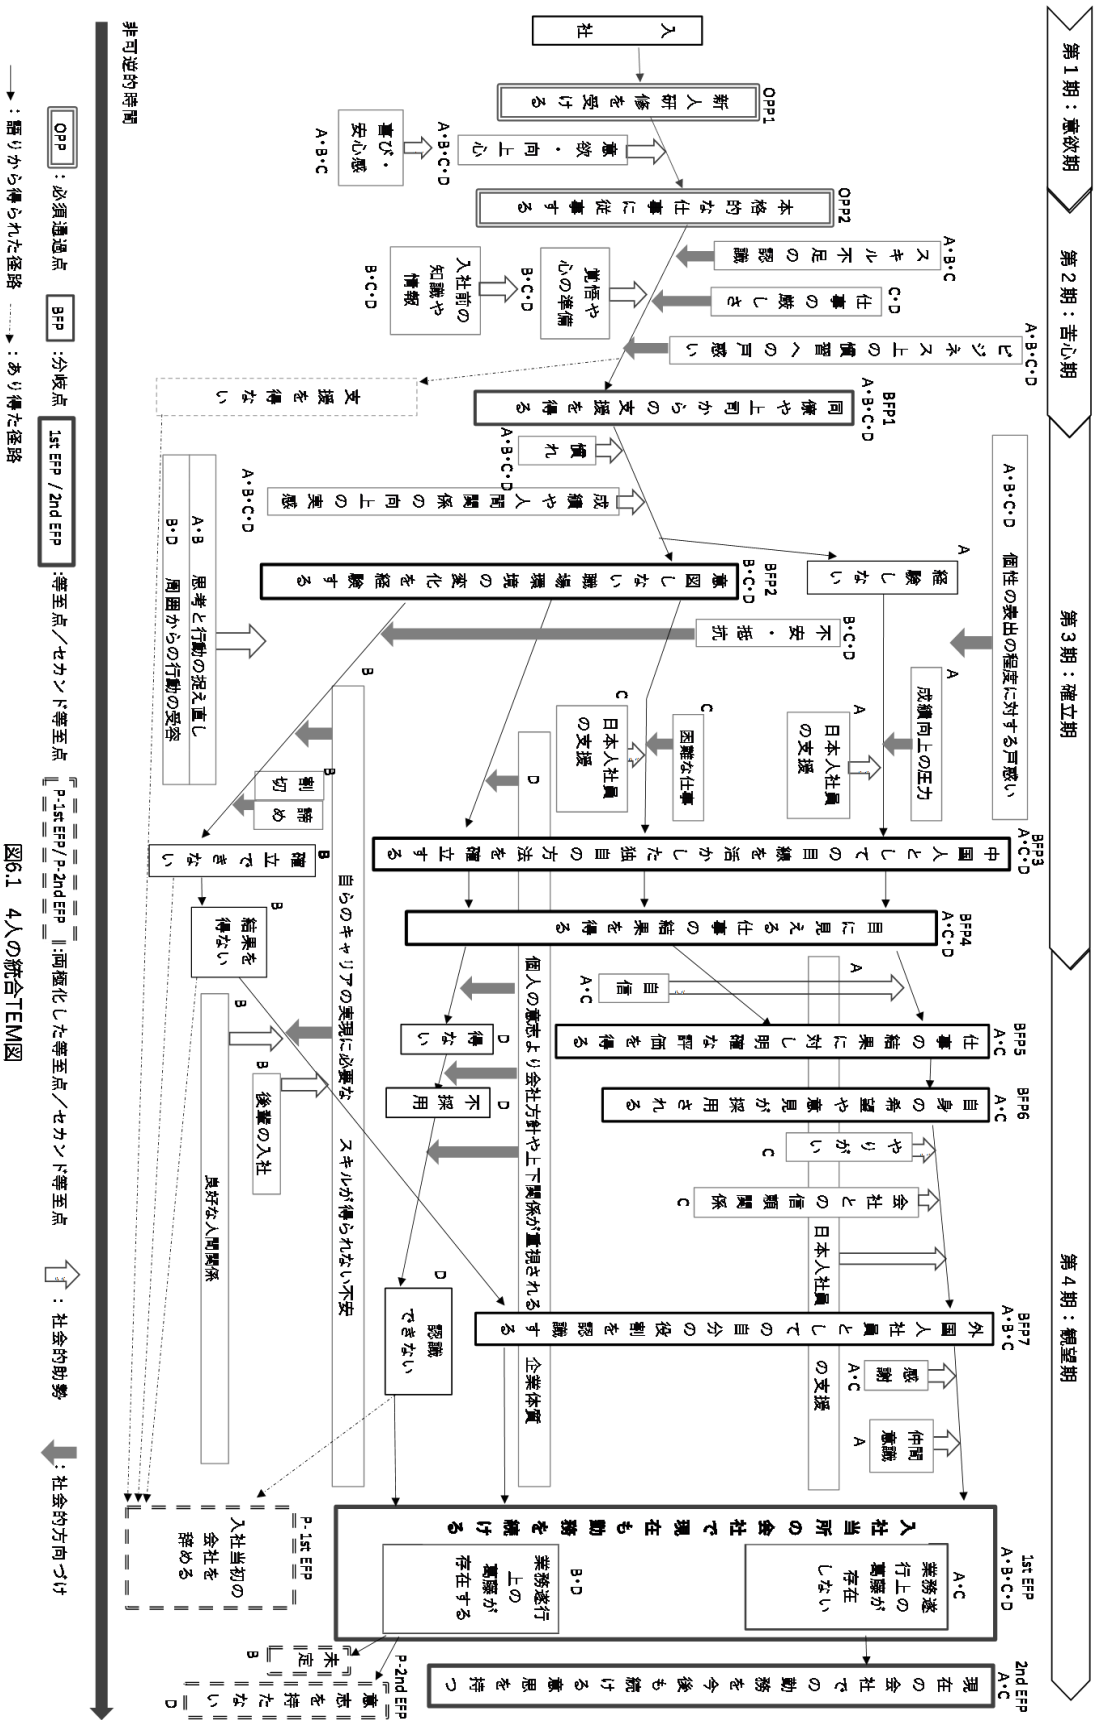 第1期：意欲期
第2期：苦心期
第3期：確立期
第4期：観望期
入社
OPP1
新人研修を受ける
意欲・向上心
A・B・C・D
喜び・
安心感
A・B・C
OPP2
本格的な仕事に従事する
A・B・C
スキル不足の認識
C・D
仕事の厳しさ
覚悟や
心の準備
B・C・D
入社前の
知識や
情報
B・C・D
A・B・C・D
ビジネス上の慣習への戸惑い
支援を得ない
BFP1
A・B・C・D
同僚や上司からの支援を得る
慣れ
A・B・C・D
成績や人間関係の向上の実感
A・B・C・D
A・B・C・D　個性の表出の程度に対する戸惑い
A
経験しない
BFP2
B・C・D
意図しない職場環境の変化を経験する
A・B　思考と行動の捉え直し
B・D　周囲からの行動の受容
B・C・D
不安・抵抗
A
成績向上の圧力
A
日本人社員
の支援
C
困難な仕事
C
日本人社員
の支援
D
B
B
割切
諦め
BFP3
A・C・D
中国人としての目線を活かした独自の方法を確立する
B
確立できない
BFP4
A・C・D
目に見える仕事の結果を得る
B
結果を
得ない
A
自信
A・C
個人の意志より会社方針や上下関係が重視される　企業体質
自らのキャリアの実現に必要な　スキルが得られない不安
BFP5
A・C
仕事の結果に対し明確な評価を得る
D
得ない
BFP6
A・C
自身の希望や意見が採用される
D
不採用
B
良好な人間関係
B
後輩の入社
やりがい
C
会社との信頼関係
C
日本人社員
の支援
BFP7
A・B・C
外国人社員としての自分の役割を認識する
D
認識
できない
感謝
A・C
仲間
意識
A
1st EFP
A・B・C・D
入社当所の会社で現在も勤務を続ける
A・C
業務遂
行上の
葛藤が
存在
しない
B・D
業務遂行
上の
葛藤が
存在する
P-1st EFP
入社当初の
会社を
辞める
2nd EFP
A・C
現在の会社での勤務を今後も続ける意思を持つ
P-2nd EFP
未定
B
意志を持たない
D
非可逆的時間
OPP：必須通過点
BFP：分岐点
1st EFP / 2nd EFP：等至点／セカンド等至点
P-1st EFP/ P-2nd EFP：両極化した等至点／セカンド等至点
：社会的助勢
：社会的方向づけ
：語りから得られた径路
：あり得た径路
図6.1　4人の統合TEM図